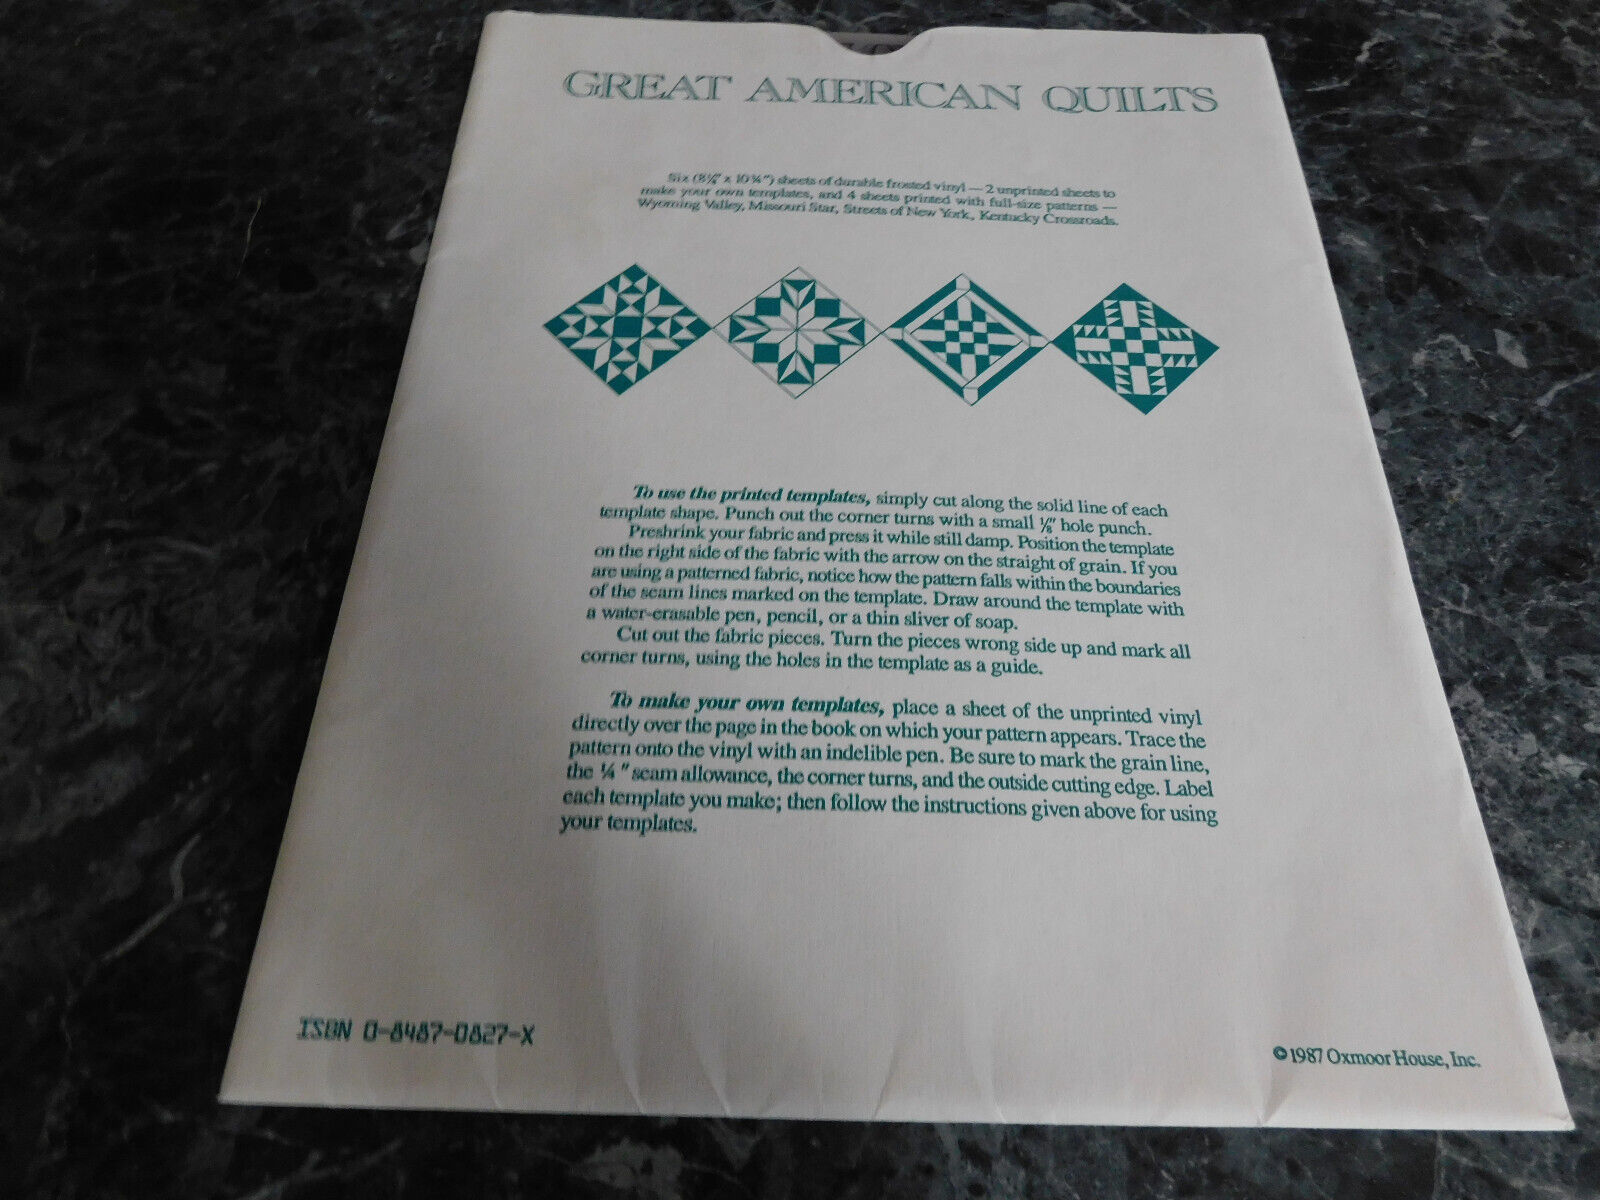 GREAT AMERICAN QUILTS
Six (8½" x 10¾") sheets of durable frosted vinyl — 2 unprinted sheets to
make your own templates, and 4 sheets printed with full-size patterns —
Wyoming Valley, Missouri Star, Streets of New York, Kentucky Crossroads.
To use the printed templates, simply cut along the solid line of each
template shape. Punch out the corner turns with a small ⅛" hole punch.
Preshrink your fabric and press it while still damp. Position the template
on the right side of the fabric with the arrow on the straight of grain. If you
are using a patterned fabric, notice how the pattern falls within the boundaries
of the seam lines marked on the template. Draw around the template with
a water-erasable pen, pencil, or a thin sliver of soap.
Cut out the fabric pieces. Turn the pieces wrong side up and mark all
corner turns, using the holes in the template as a guide.
To make your own templates, place a sheet of the unprinted vinyl
directly over the page in the book on which your pattern appears. Trace the
pattern onto the vinyl with an indelible pen. Be sure to mark the grain line,
the ¼" seam allowance, the corner turns, and the outside cutting edge. Label
each template you make; then follow the instructions given above for using
your templates.
ISBN 0-8487-0827-X
©1987 Oxmoor House, Inc.